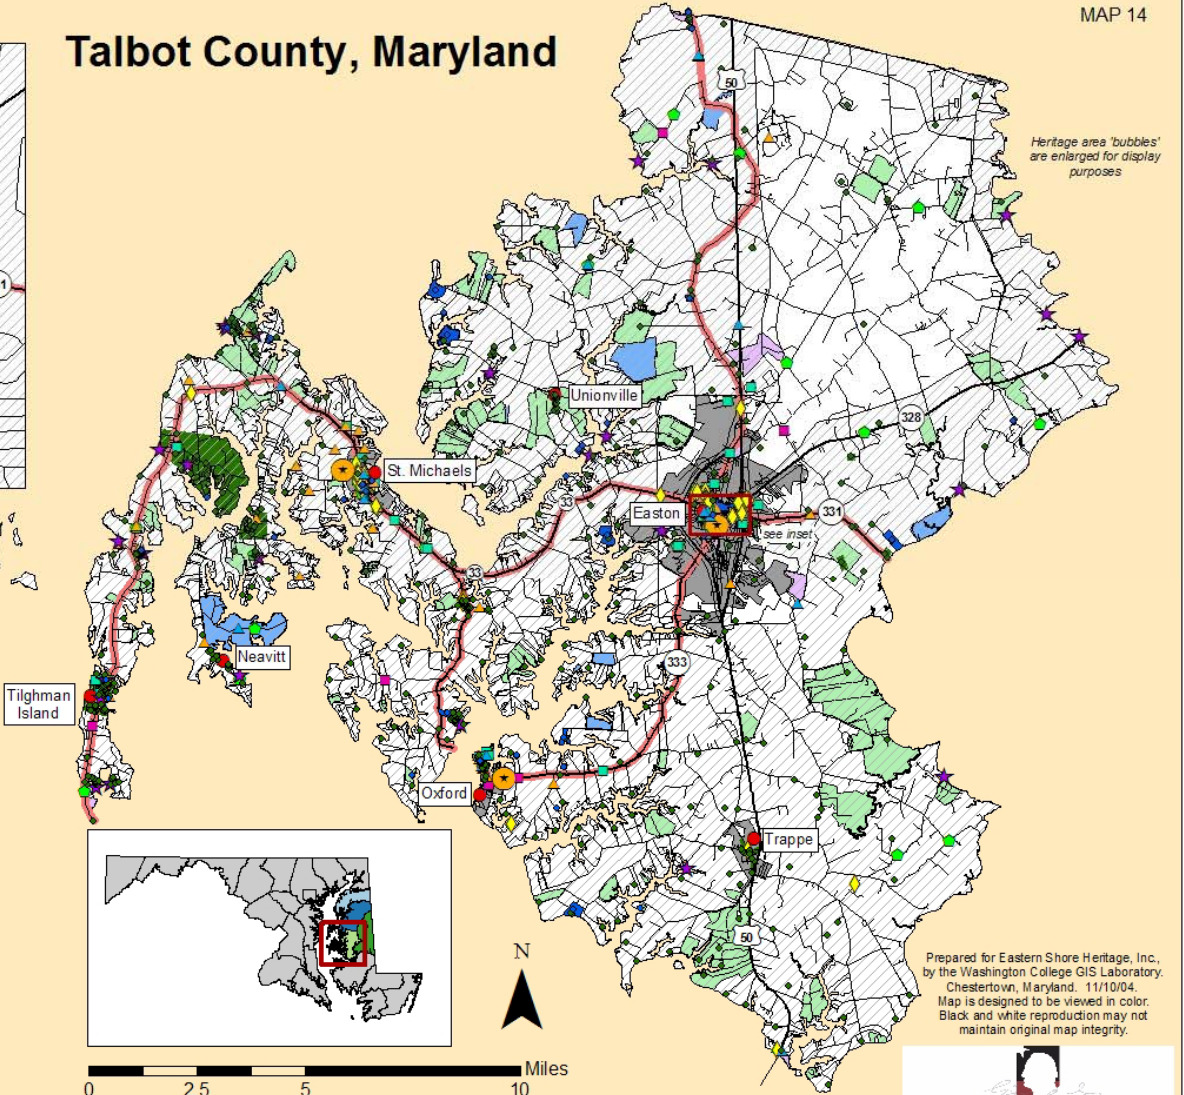 MAP 14
Talbot County, Maryland
50
Heritage area 'bubbles'
are enlarged for display
purposes
1
Unionville
328
St. Michaels
33
Easton
331
see inset
33
Neavitt
333
Tilghman
Island
Oxford
Trappe
50
N
Prepared for Eastern Shore Heritage, Inc.,
by the Washington College GIS Laboratory.
Chestertown, Maryland. 11/10/04.
Map is designed to be viewed in color.
Black and white reproduction may not
maintain original map integrity.
Miles
0 2.5 5 10